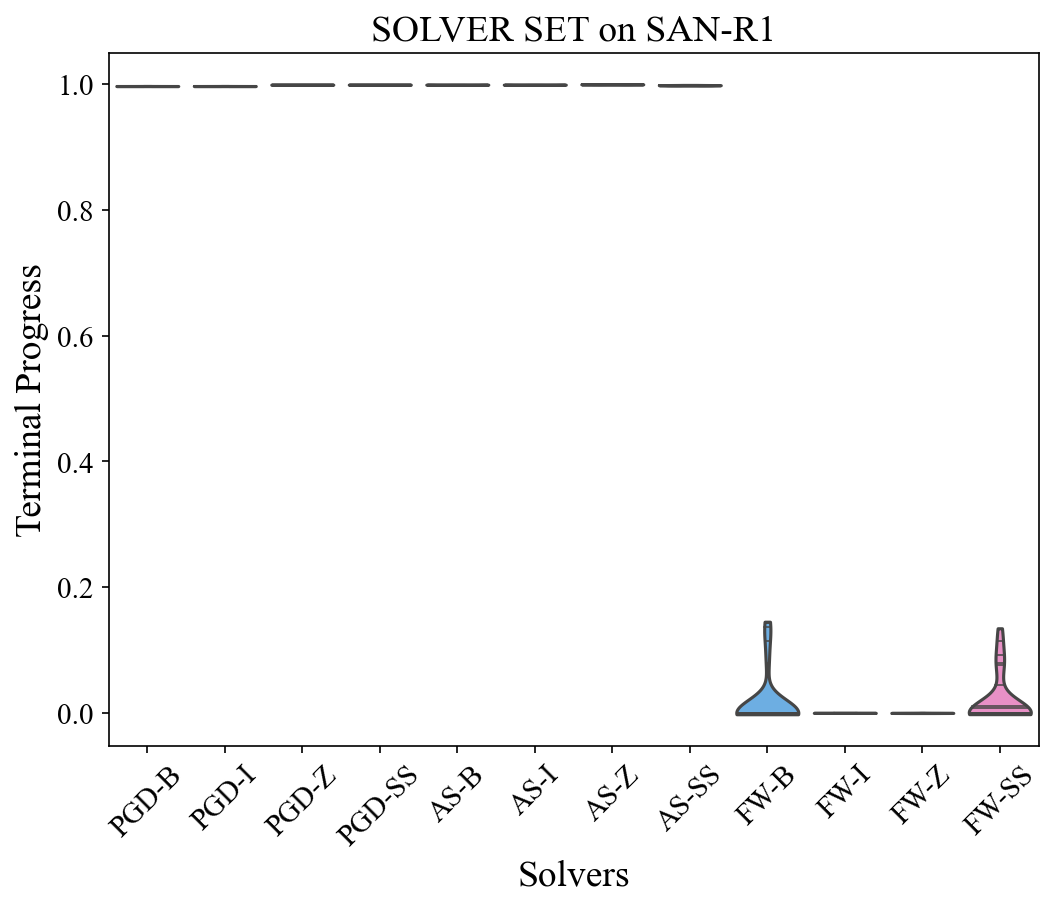 SOLVER SET on SAN-R1
Terminal Progress
1.0
0.8
0.6
0.4
0.2
0.0
PGD-B
PGD-I
PGD-Z
PGD-SS
AS-B
AS-I
AS-Z
AS-SS
FW-B
FW-I
FW-Z
FW-SS
Solvers